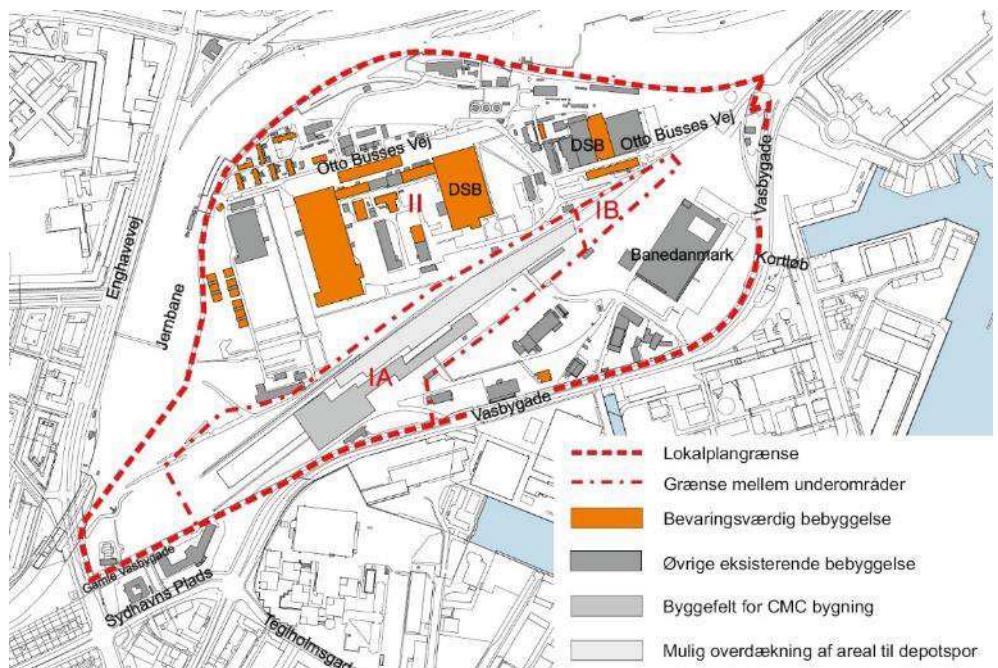 Otto Busses Vej
DSB
Otto Busses Vej
DSB
II
IB
Vasbygade
Enghavevej
Banedanmark
Kortløb
Jernbane
IA
Vasbygade
Lokalplangrænse
Grænse mellem underområder
Bevaringsværdig bebyggelse
Gamle Vasbygade
Øvrige eksisterende bebyggelse
Sydhavns Plads
Byggefelt for CMC bygning
Teglholmsgad
Mulig overdækning af areal til depotspor